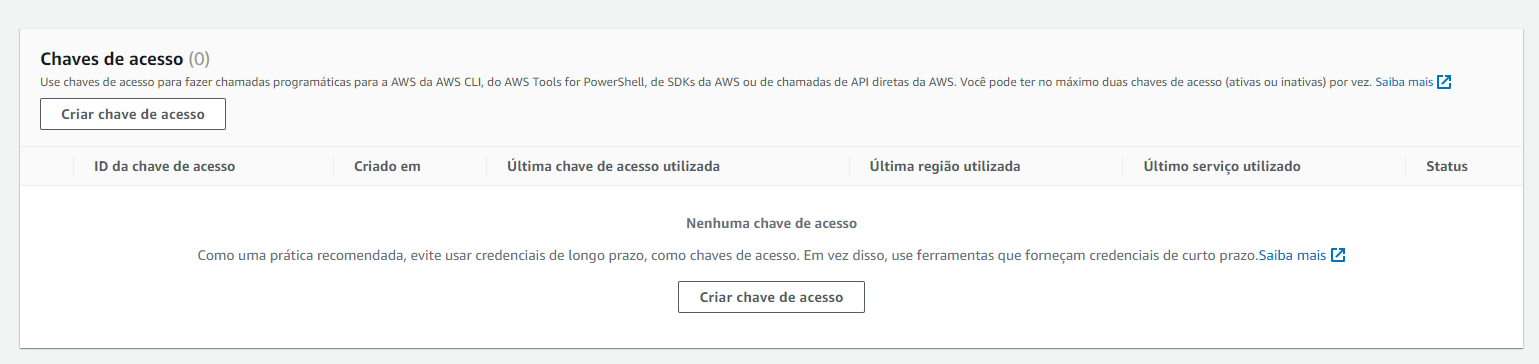 Chaves de acesso (0)
Use chaves de acesso para fazer chamadas programáticas para a AWS da AWS CLI, do AWS Tools for PowerShell, de SDKs da AWS ou de chamadas de API diretas da AWS. Você pode ter no máximo duas chaves de acesso (ativas ou inativas) por vez. Saiba mais
Criar chave de acesso
ID da chave de acesso Criado em Última chave de acesso utilizada Última região utilizada Último serviço utilizado Status
Nenhuma chave de acesso
Como uma prática recomendada, evite usar credenciais de longo prazo, como chaves de acesso. Em vez disso, use ferramentas que forneçam credenciais de curto prazo.Saiba mais
Criar chave de acesso